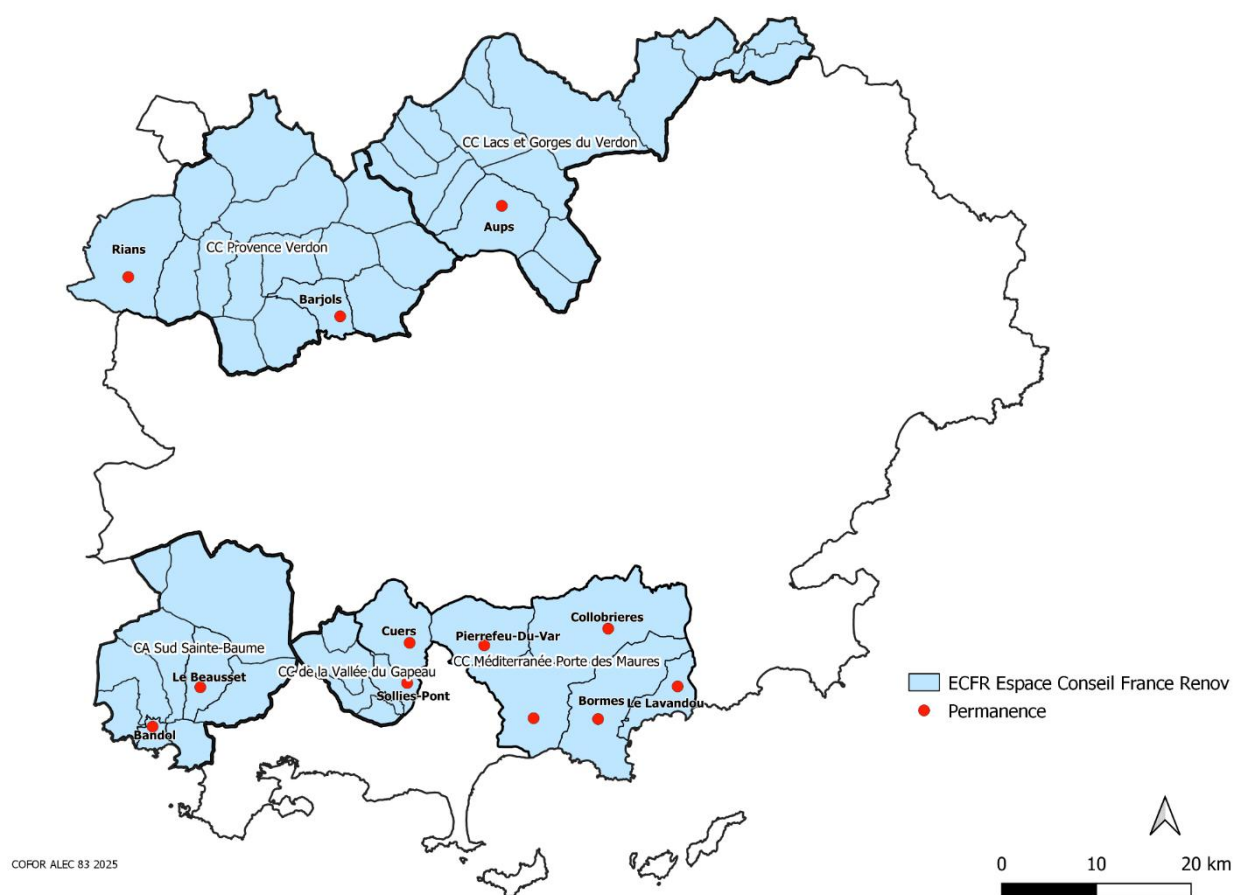 CC Lacs et Gorges du Verdon
Aups
Rians
CC Provence Verdon
Barjols
CA Sud Sainte-Baume
Le Beausset
Bandol
Cuers
CC de la Vallée du Gapeau
Sollies-Pont
Collobrieres
Pierrefeu-Du-Var
CC Méditerranée Porte des Maures
Bormes
Le Lavandou
ECFR Espace Conseil France Renov
Permanence
COFOR ALEC 83 2025
0 10 20 km